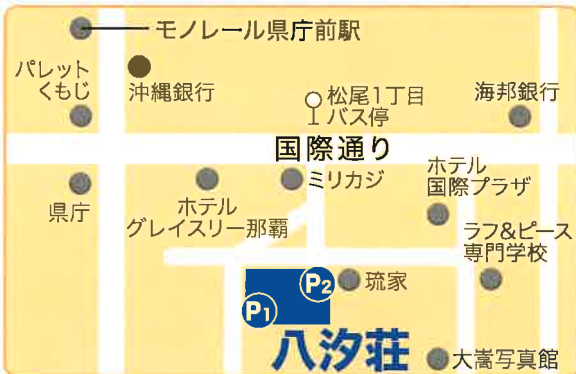 モノレール県庁前駅
パレット
くもじ
沖縄銀行
松尾1丁目
バス停
海邦銀行
国際通り
県庁
ホテル
グレイスリー那覇
ミリカジ
ホテル
国際プラザ
ラフ&ピース
専門学校
P1
P2
琉家
八汐荘
大嵩写真館